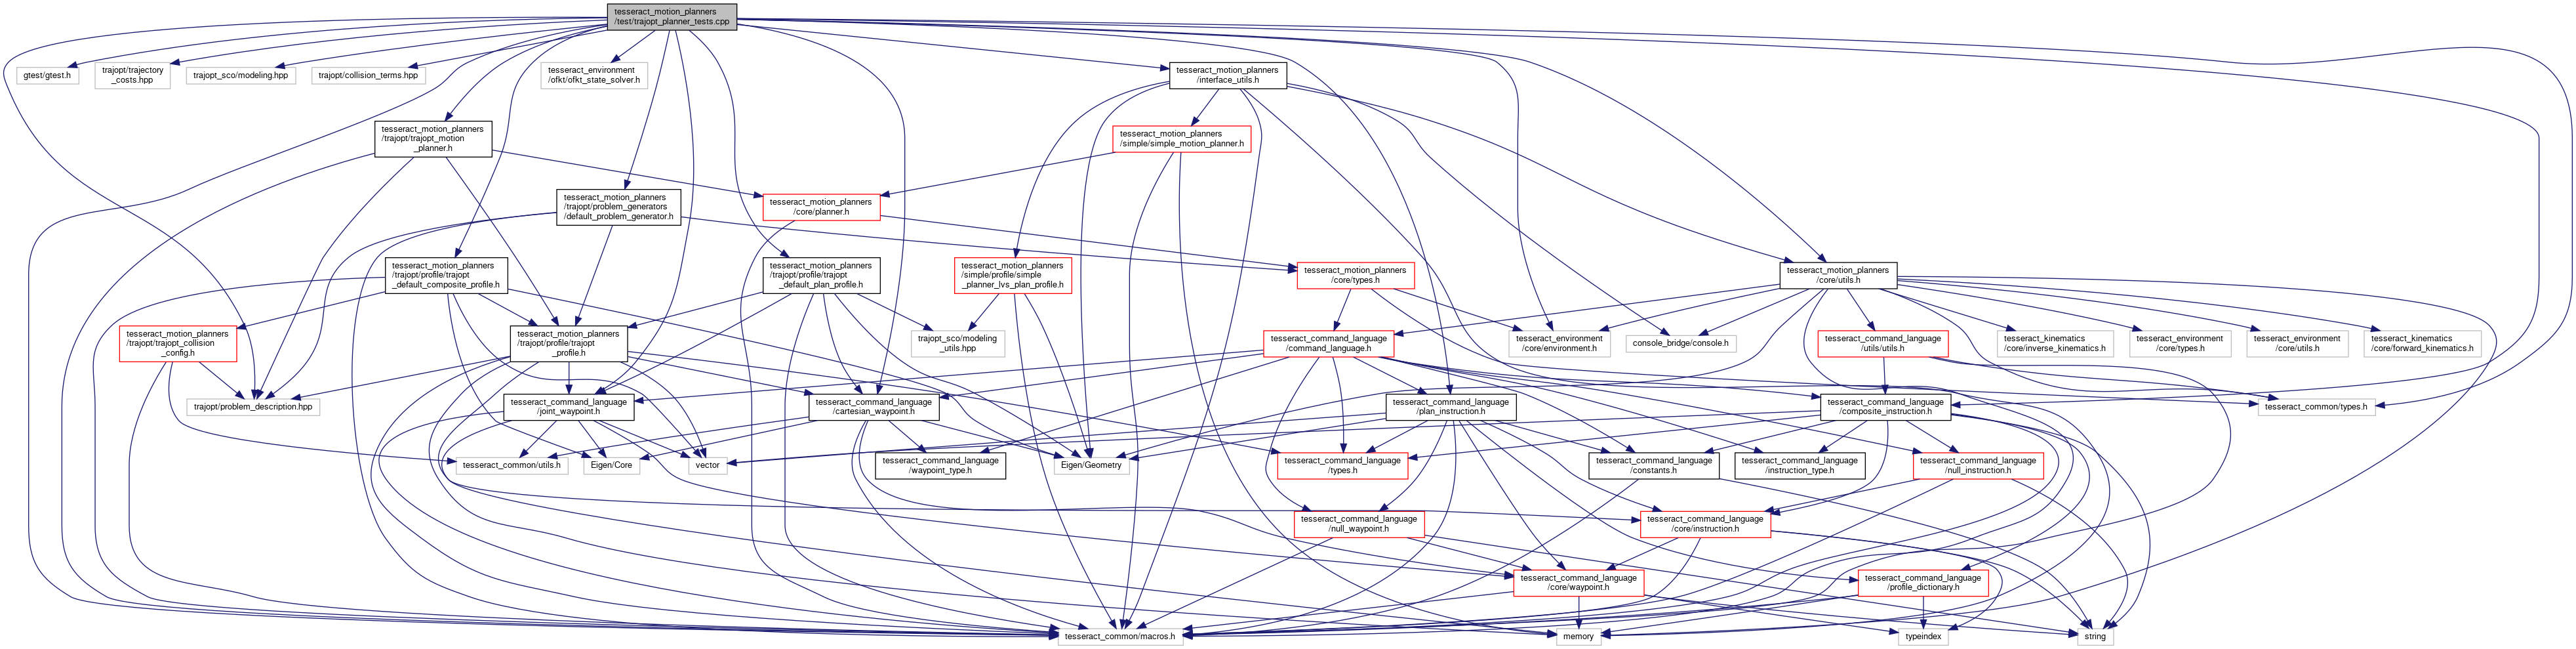 tesseract_motion_planners
/test/trajopt_planner_tests.cpp
gtest/gtest.h
trajopt/trajectory
_costs.hpp
trajopt_sco/modeling.hpp
trajopt/collision_terms.hpp
tesseract_environment
/ofkt/ofkt_state_solver.h
tesseract_motion_planners
/interface_utils.h
tesseract_motion_planners
/trajopt/trajopt_motion
_planner.h
tesseract_motion_planners
/simple/simple_motion_planner.h
tesseract_motion_planners
/trajopt/problem_generators
/default_problem_generator.h
tesseract_motion_planners
/core/planner.h
tesseract_motion_planners
/trajopt/profile/trajopt
_default_composite_profile.h
tesseract_motion_planners
/trajopt/profile/trajopt
_default_plan_profile.h
tesseract_motion_planners
/simple/profile/simple
_planner_lvs_plan_profile.h
tesseract_motion_planners
/core/types.h
tesseract_motion_planners
/core/utils.h
tesseract_motion_planners
/trajopt/trajopt_collision
_config.h
tesseract_motion_planners
/trajopt/profile/trajopt
_profile.h
trajopt_sco/modeling
_utils.hpp
tesseract_command_language
/command_language.h
tesseract_environment
/core/environment.h
console_bridge/console.h
tesseract_command_language
/utils/utils.h
tesseract_kinematics
/core/inverse_kinematics.h
tesseract_environment
/core/types.h
tesseract_environment
/core/utils.h
tesseract_kinematics
/core/forward_kinematics.h
trajopt/problem_description.hpp
tesseract_command_language
/joint_waypoint.h
tesseract_command_language
/cartesian_waypoint.h
tesseract_command_language
/plan_instruction.h
tesseract_command_language
/composite_instruction.h
tesseract_common/types.h
tesseract_common/utils.h
Eigen/Core
vector
tesseract_command_language
/waypoint_type.h
Eigen/Geometry
tesseract_command_language
/types.h
tesseract_command_language
/constants.h
tesseract_command_language
/instruction_type.h
tesseract_command_language
/null_instruction.h
tesseract_command_language
/null_waypoint.h
tesseract_command_language
/core/instruction.h
tesseract_command_language
/core/waypoint.h
tesseract_command_language
/profile_dictionary.h
tesseract_common/macros.h
memory
typeindex
string